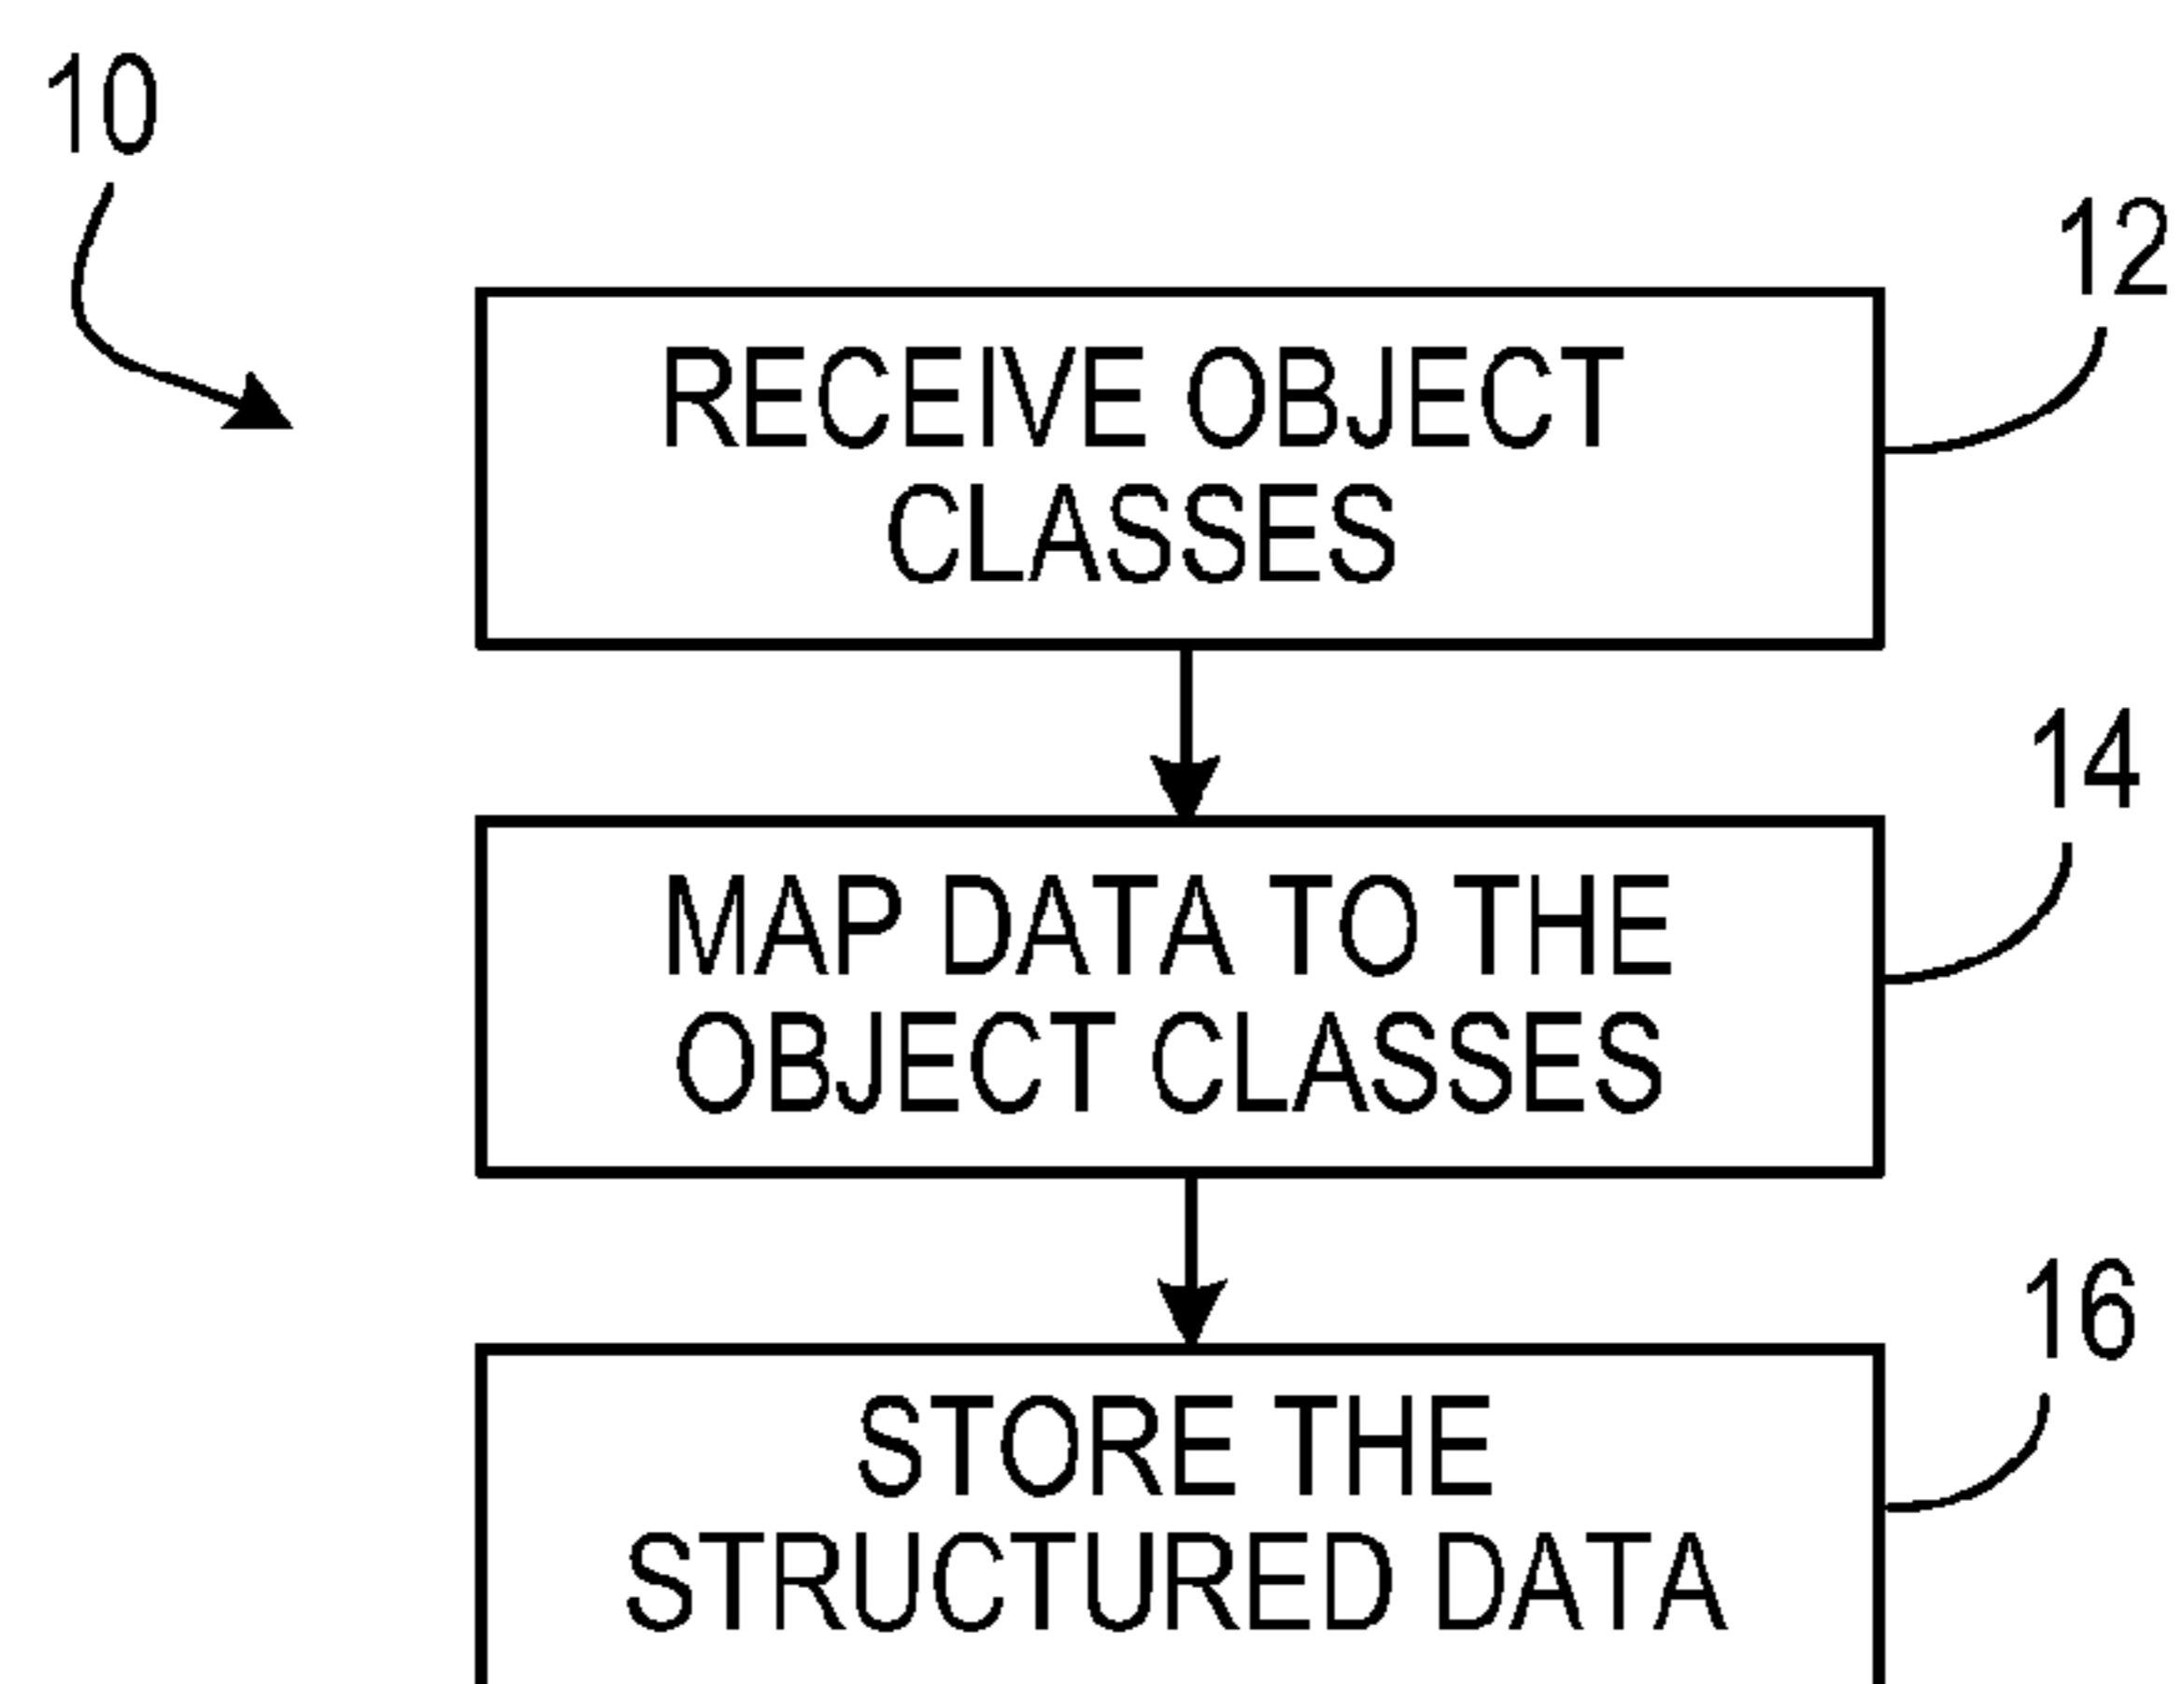 10
12
RECEIVE OBJECT
CLASSES
14
MAP DATA TO THE
OBJECT CLASSES
16
STORE THE
STRUCTURED DATA